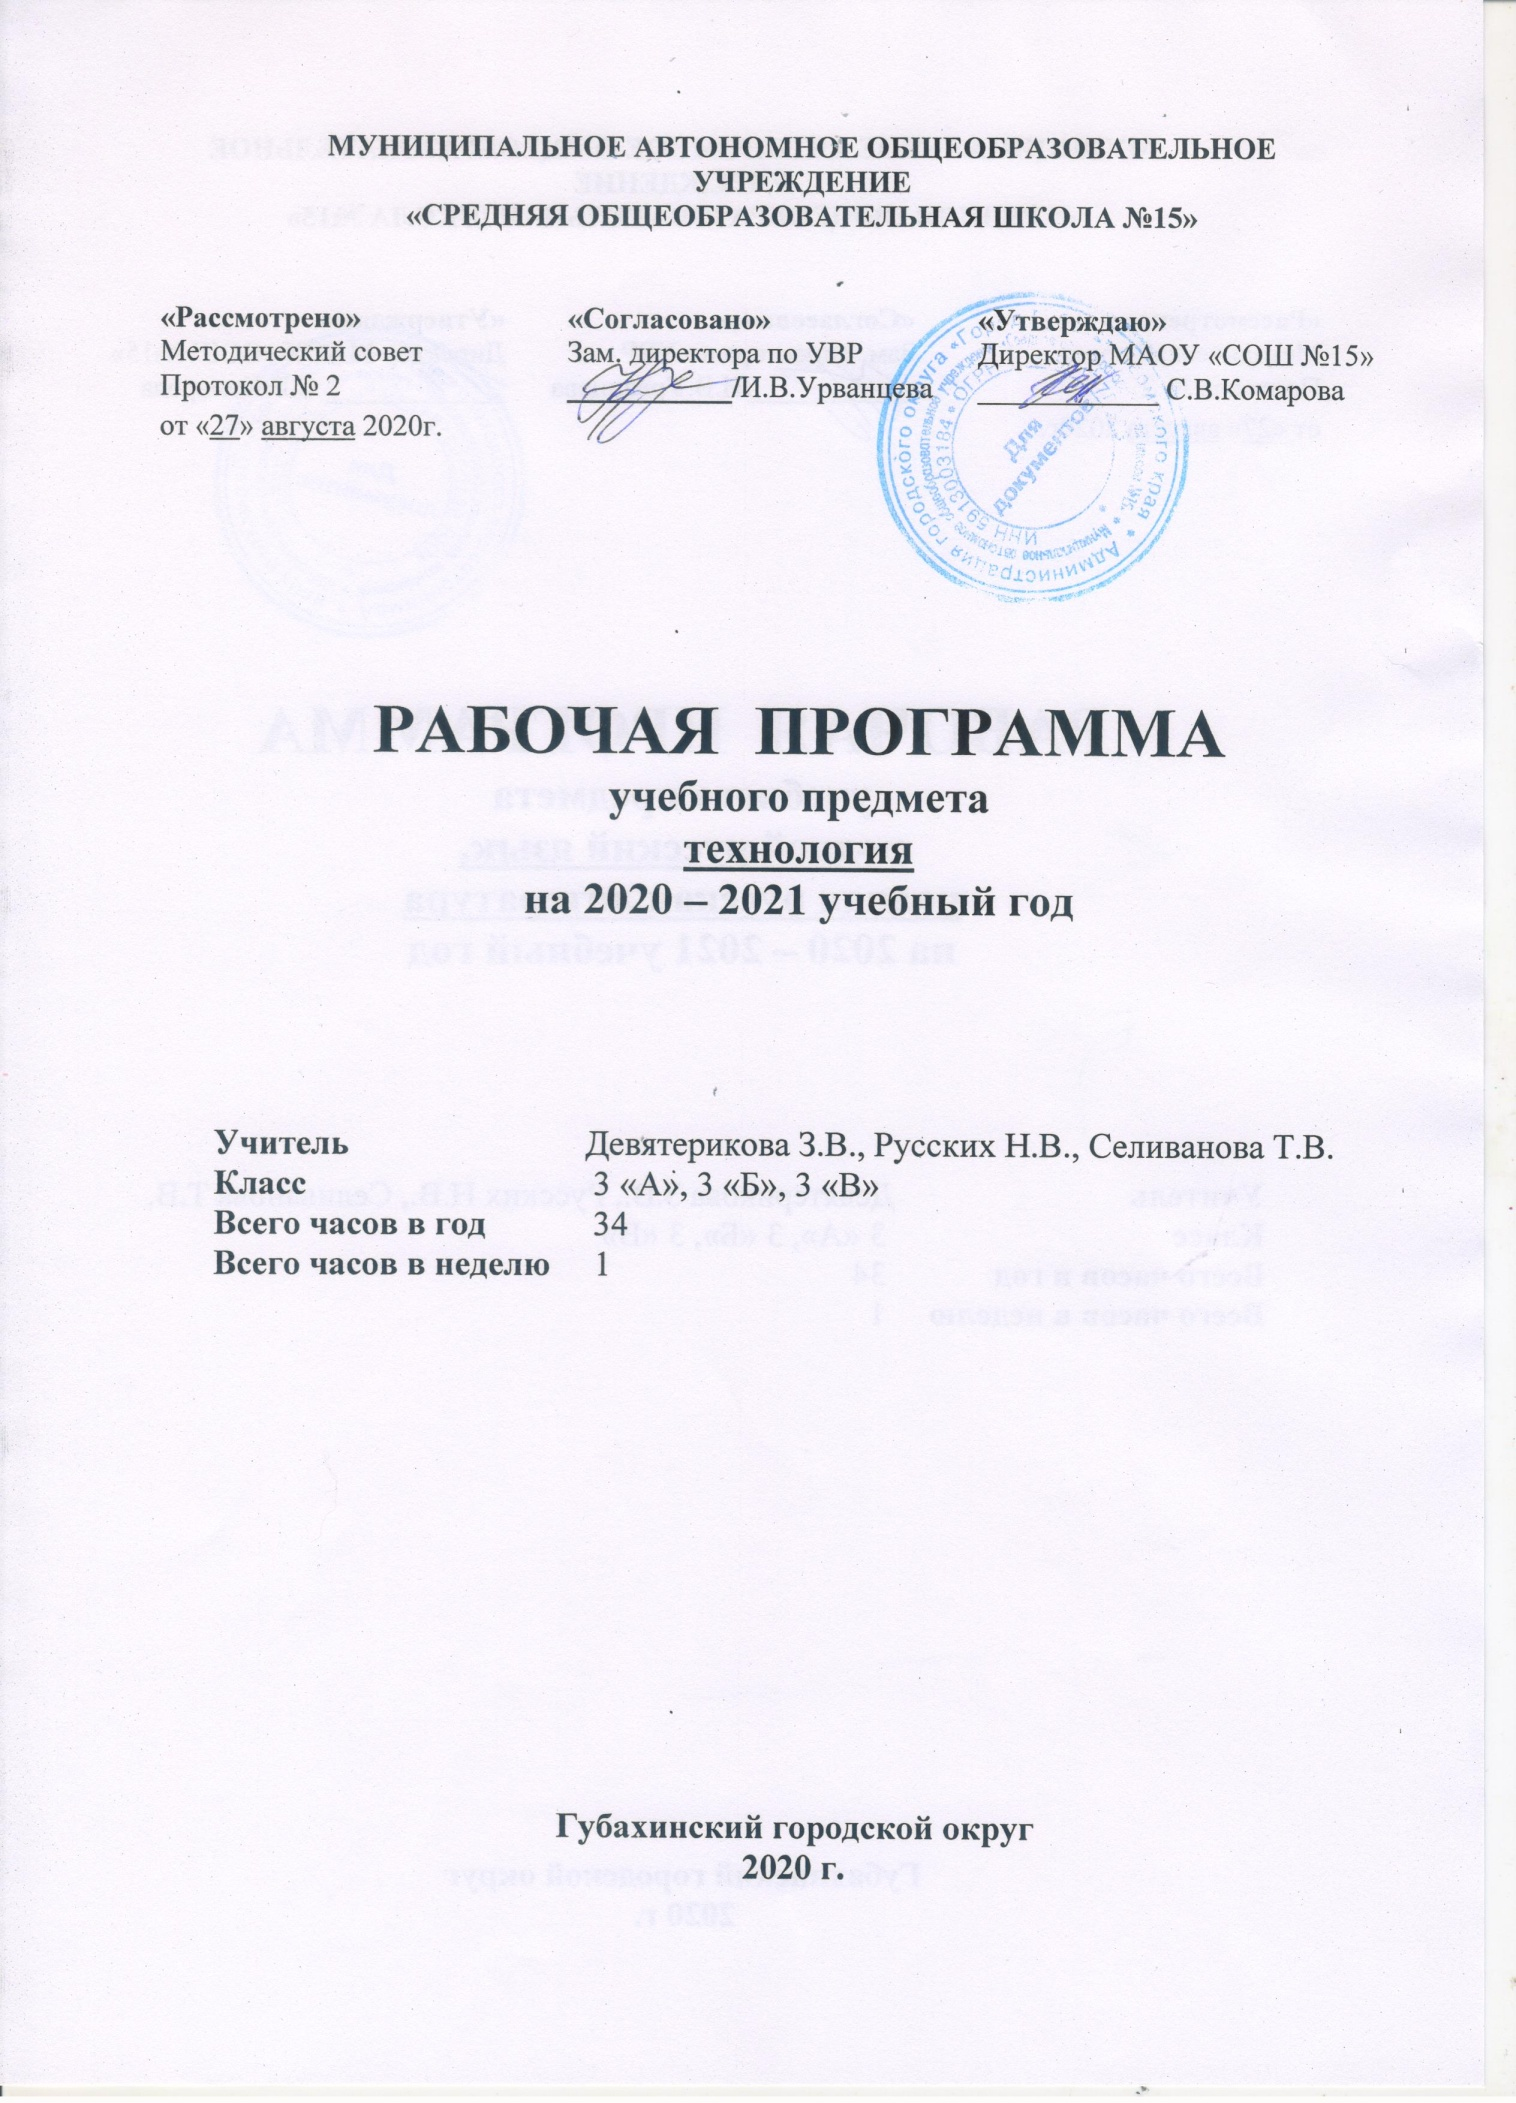 МУНИЦИПАЛЬНОЕ АВТОНОМНОЕ ОБЩЕОБРАЗОВАТЕЛЬНОЕ
УЧРЕЖДЕНИЕ
«СРЕДНЯЯ ОБЩЕОБРАЗОВАТЕЛЬНАЯ ШКОЛА №15»
«Рассмотрено»
Методический совет
Протокол № 2
от «27» августа 2020г.
«Согласовано»
Зам. директора по УВР
/И.В.Урванцева
«Утверждаю»
Директор МАОУ «СОШ №15»
С.В.Комарова
Для
документов
РАБОЧАЯ ПРОГРАММА
учебного предмета
технология
на 2020 – 2021 учебный год
Учитель Девятерикова З.В., Русских Н.В., Селиванова Т.В.
Класс 3 «А», 3 «Б», 3 «В»
Всего часов в год 34
Всего часов в неделю 1
Губахинский городской округ
2020 г.